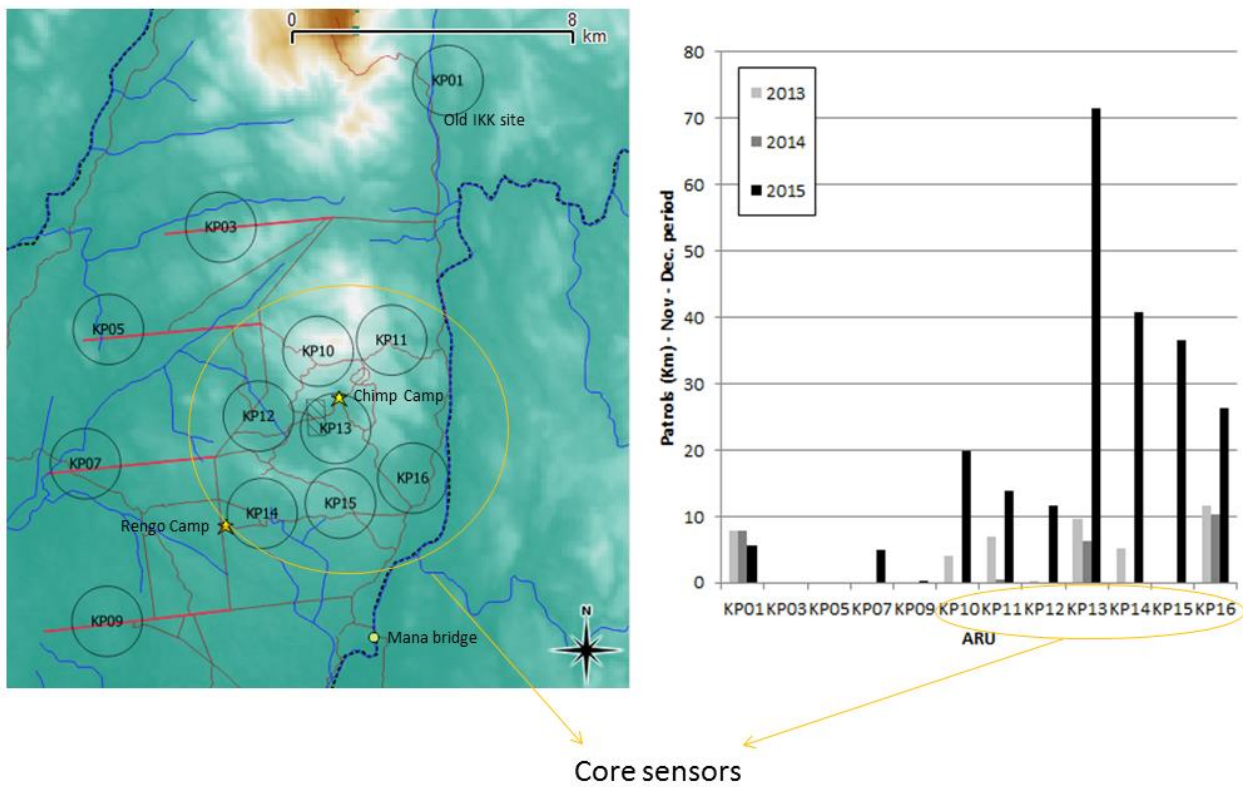 0 8
km
KP01
Old IKK site
KP03
KP05
KP10
KP11
Chimp Camp
KP12
KP13
KP07
KP16
KP14
KP15
Rengo Camp
KP09
Mana bridge
N
Patrols (Km) - Nov - Dec. period
80
70
60
50
40
30
20
10
0
2013
2014
2015
KP01 KP03 KP05 KP07 KP09 KP10 KP11 KP12 KP13 KP14 KP15 KP16
ARU
Core sensors